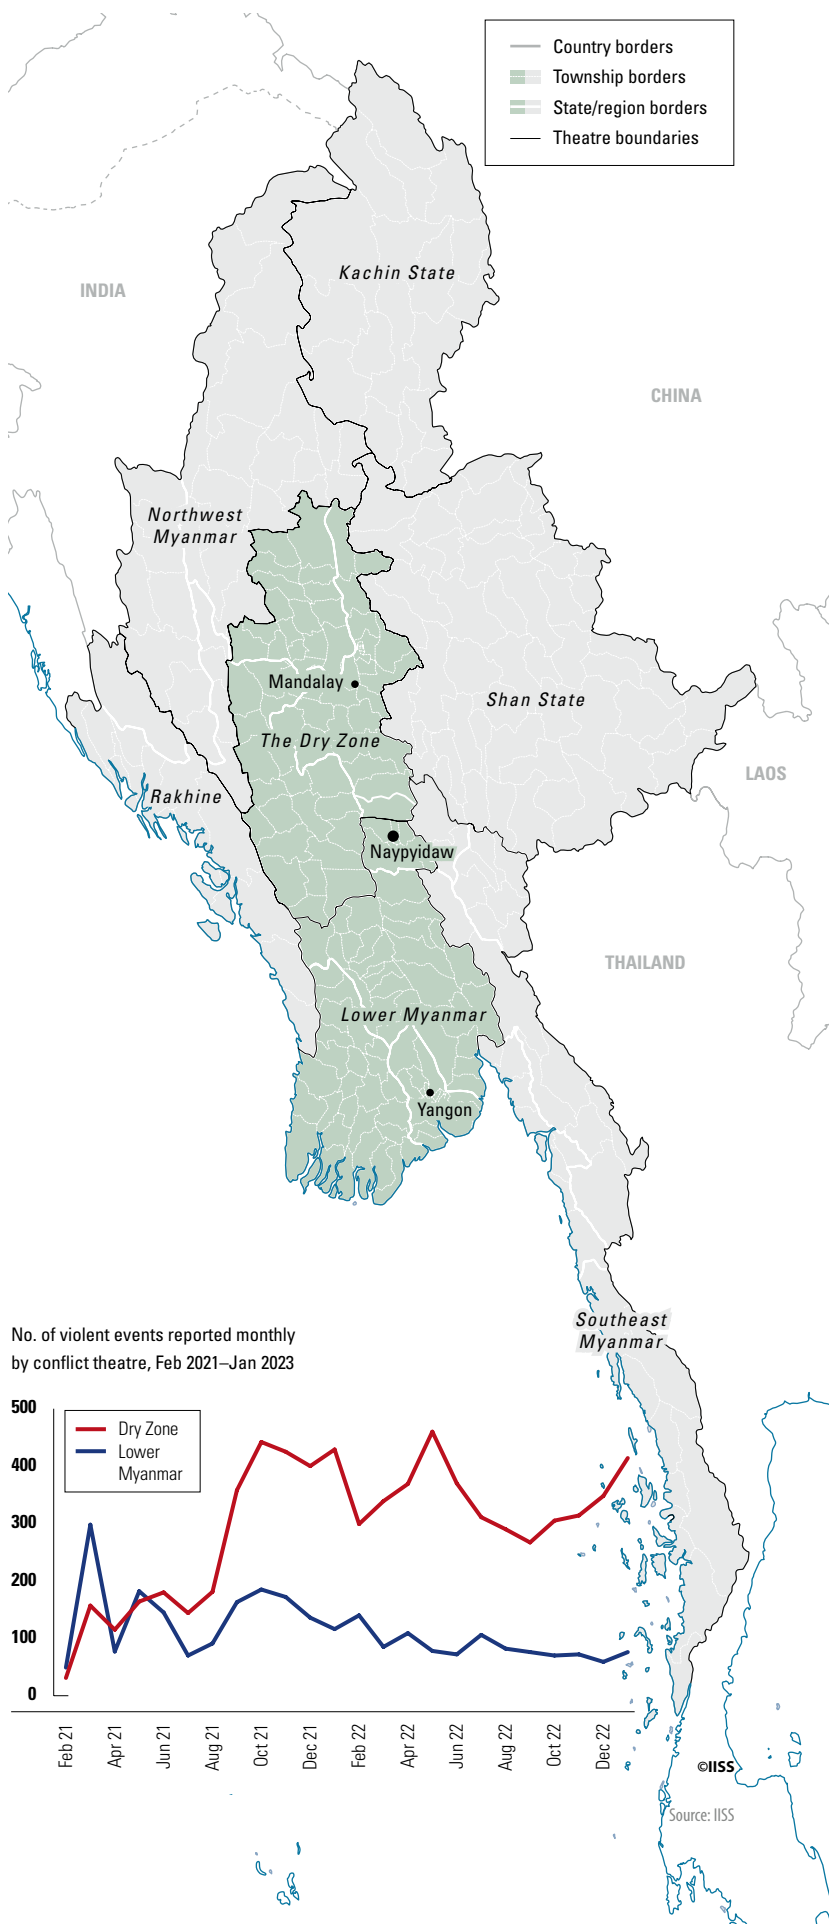 Country borders
Township borders
State/region borders
Theatre boundaries
Kachin State
INDIA
CHINA
Northwest
Myanmar
Mandalay
Shan State
The Dry Zone
LAOS
Rakhine
Naypyidaw
THAILAND
Lower Myanmar
Yangon
Southeast
Myanmar
No. of violent events reported monthly
by conflict theatre, Feb 2021–Jan 2023
500
400
300
200
100
0
Dry Zone
Lower
Myanmar
Feb 21
Apr 21
Jun 21
Aug 21
Oct 21
Dec 21
Feb 22
Apr 22
Jun 22
Aug 22
Oct 22
Dec 22
©IISS
Source: IISS